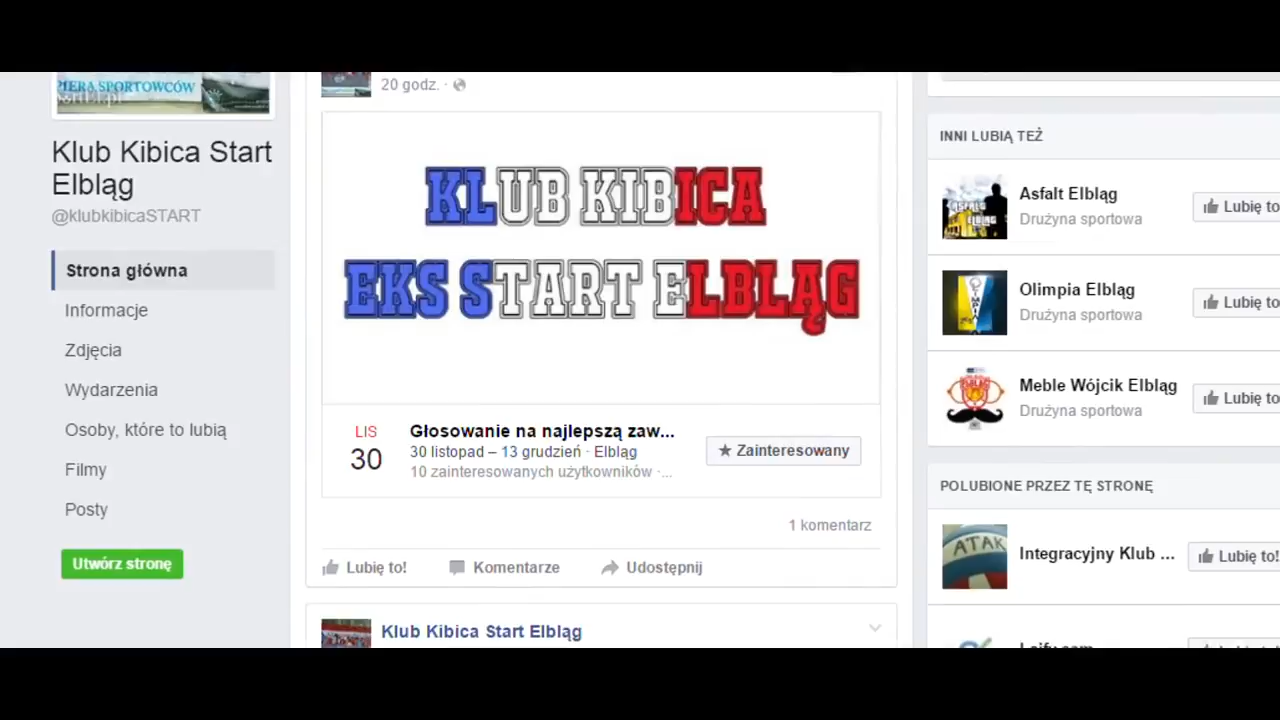 PIERA SPORTOWCÓW
Klub Kibica Start
Elbląg
@klubkibicaSTART
Strona główna
Informacje
Zdjęcia
Wydarzenia
Osoby, które to lubią
Filmy
Posty
Utwórz stronę
20 godz.
KLUB KIBICA
EKS START ELBLĄG
LIS
30
Głosowanie na najlepszą zaw...
30 listopad – 13 grudzień · Elbląg
10 zainteresowanych użytkowników ·...
★ Zainteresowany
1 komentarz
Lubię to!
Komentarze
Udostępnij
Klub Kibica Start Elbląg
INNI LUBIĄ TEŻ
Asfalt Elbląg
Drużyna sportowa
Lubię to
Olimpia Elbląg
Drużyna sportowa
Lubię to
Meble Wójcik Elbląg
Drużyna sportowa
Lubię to
POLUBIONE PRZEZ TĘ STRONĘ
ATAK
Integracyjny Klub ...
Lubię to!